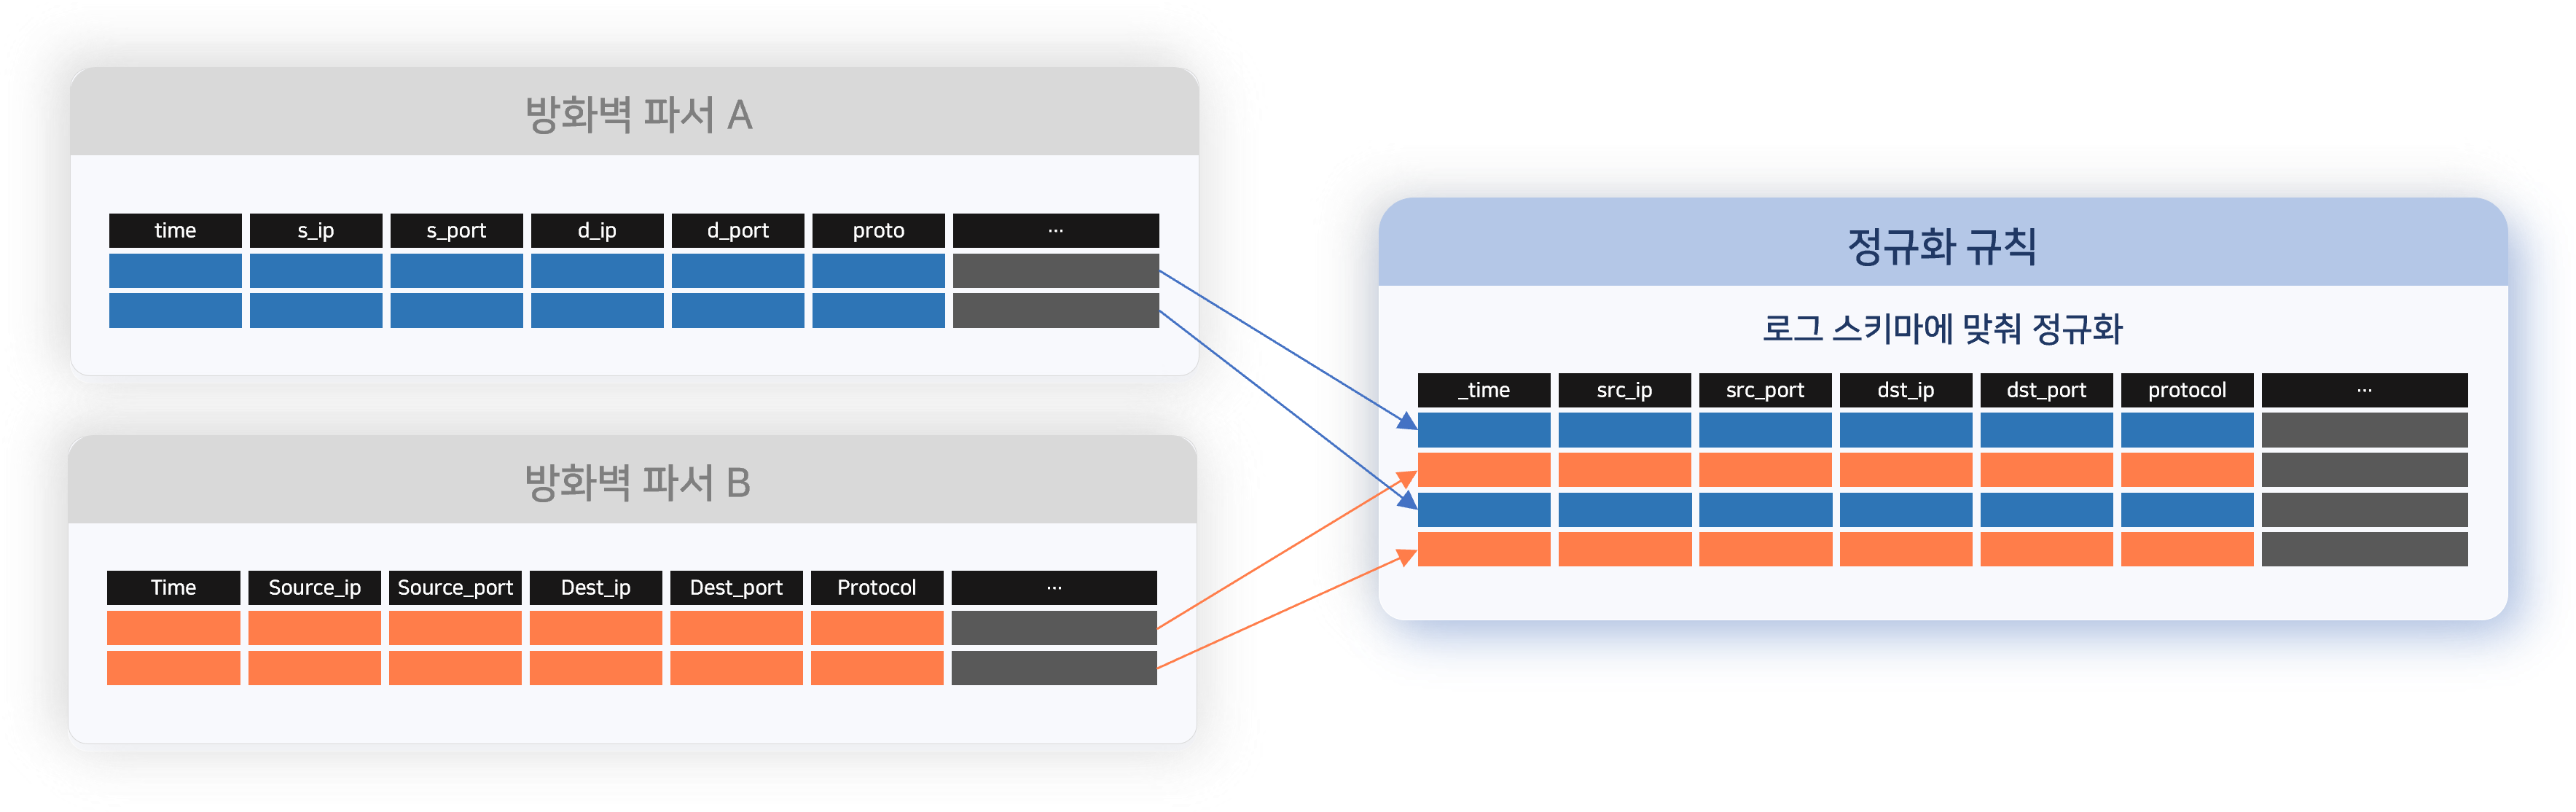 방화벽 파서 A
time s_ip s_port d_ip d_port proto ···
방화벽 파서 B
Time Source_ip Source_port Dest_ip Dest_port Protocol ···
정규화 규칙
로그 스키마에 맞춰 정규화
_time src_ip src_port dst_ip dst_port protocol ···